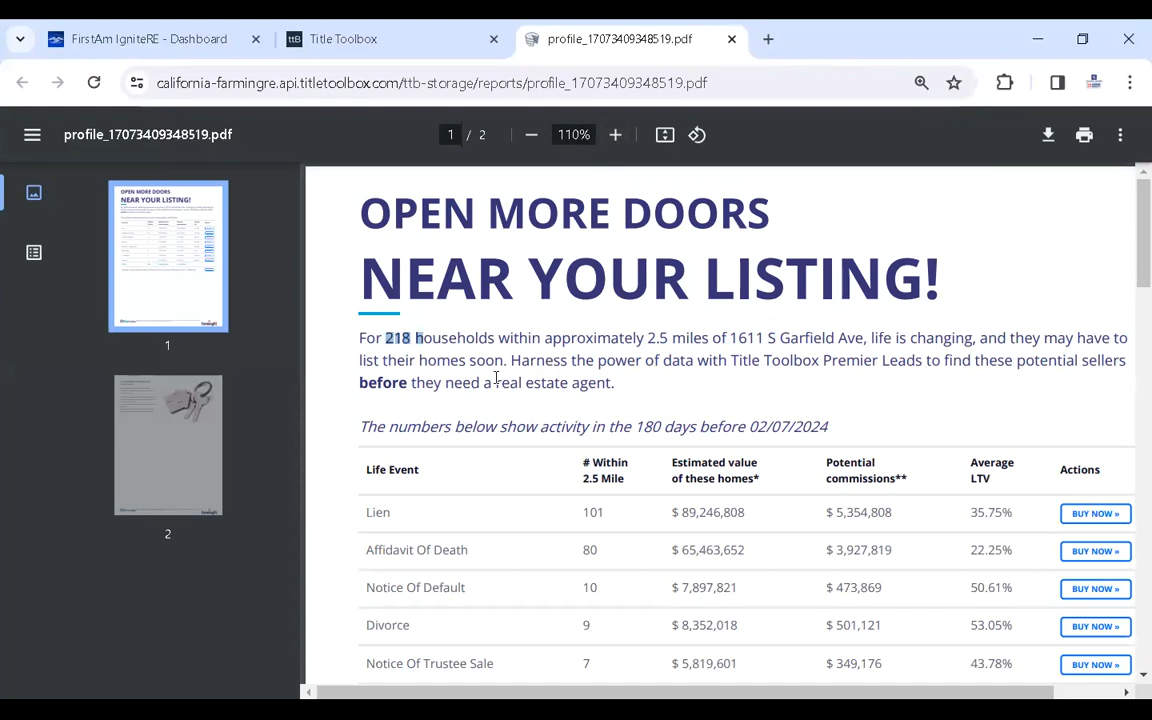 FirstAm IgniteRE - Dashboard
ttB Title Toolbox
profile_17073409348519.pdf
california-farmingre.api.titletoolbox.com/ttb-storage/reports/profile_17073409348519.pdf
profile_17073409348519.pdf
1 / 2
110%
OPEN MORE DOORS
NEAR YOUR LISTING!
For 218 households within approximately 2.5 miles of 1611 S Garfield Ave, life is changing, and they may have to
list their homes soon. Harness the power of data with Title Toolbox Premier Leads to find these potential sellers
before they need a real estate agent.
The numbers below show activity in the 180 days before 02/07/2024
Life Event # Within 2.5 Mile Estimated value of these homes* Potential commissions** Average LTV Actions
Lien 101 $ 89,246,808 $ 5,354,808 35.75% BUY NOW »
Affidavit Of Death 80 $ 65,463,652 $ 3,927,819 22.25% BUY NOW »
Notice Of Default 10 $ 7,897,821 $ 473,869 50.61% BUY NOW »
Divorce 9 $ 8,352,018 $ 501,121 53.05% BUY NOW »
Notice Of Trustee Sale 7 $ 5,819,601 $ 349,176 43.78% BUY NOW »
OPEN MORE DOORS
NEAR YOUR LISTING!
1
2